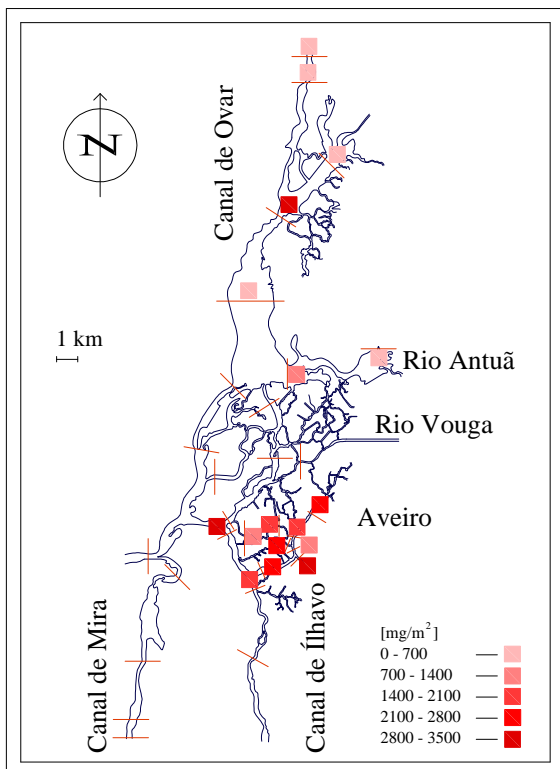 Canal de Ovar
N
1 km
Rio Antuã
Rio Vouga
Aveiro
Canal de Mira
Canal de Ílhavo
[mg/m²]
0 - 700
700 - 1400
1400 - 2100
2100 - 2800
2800 - 3500